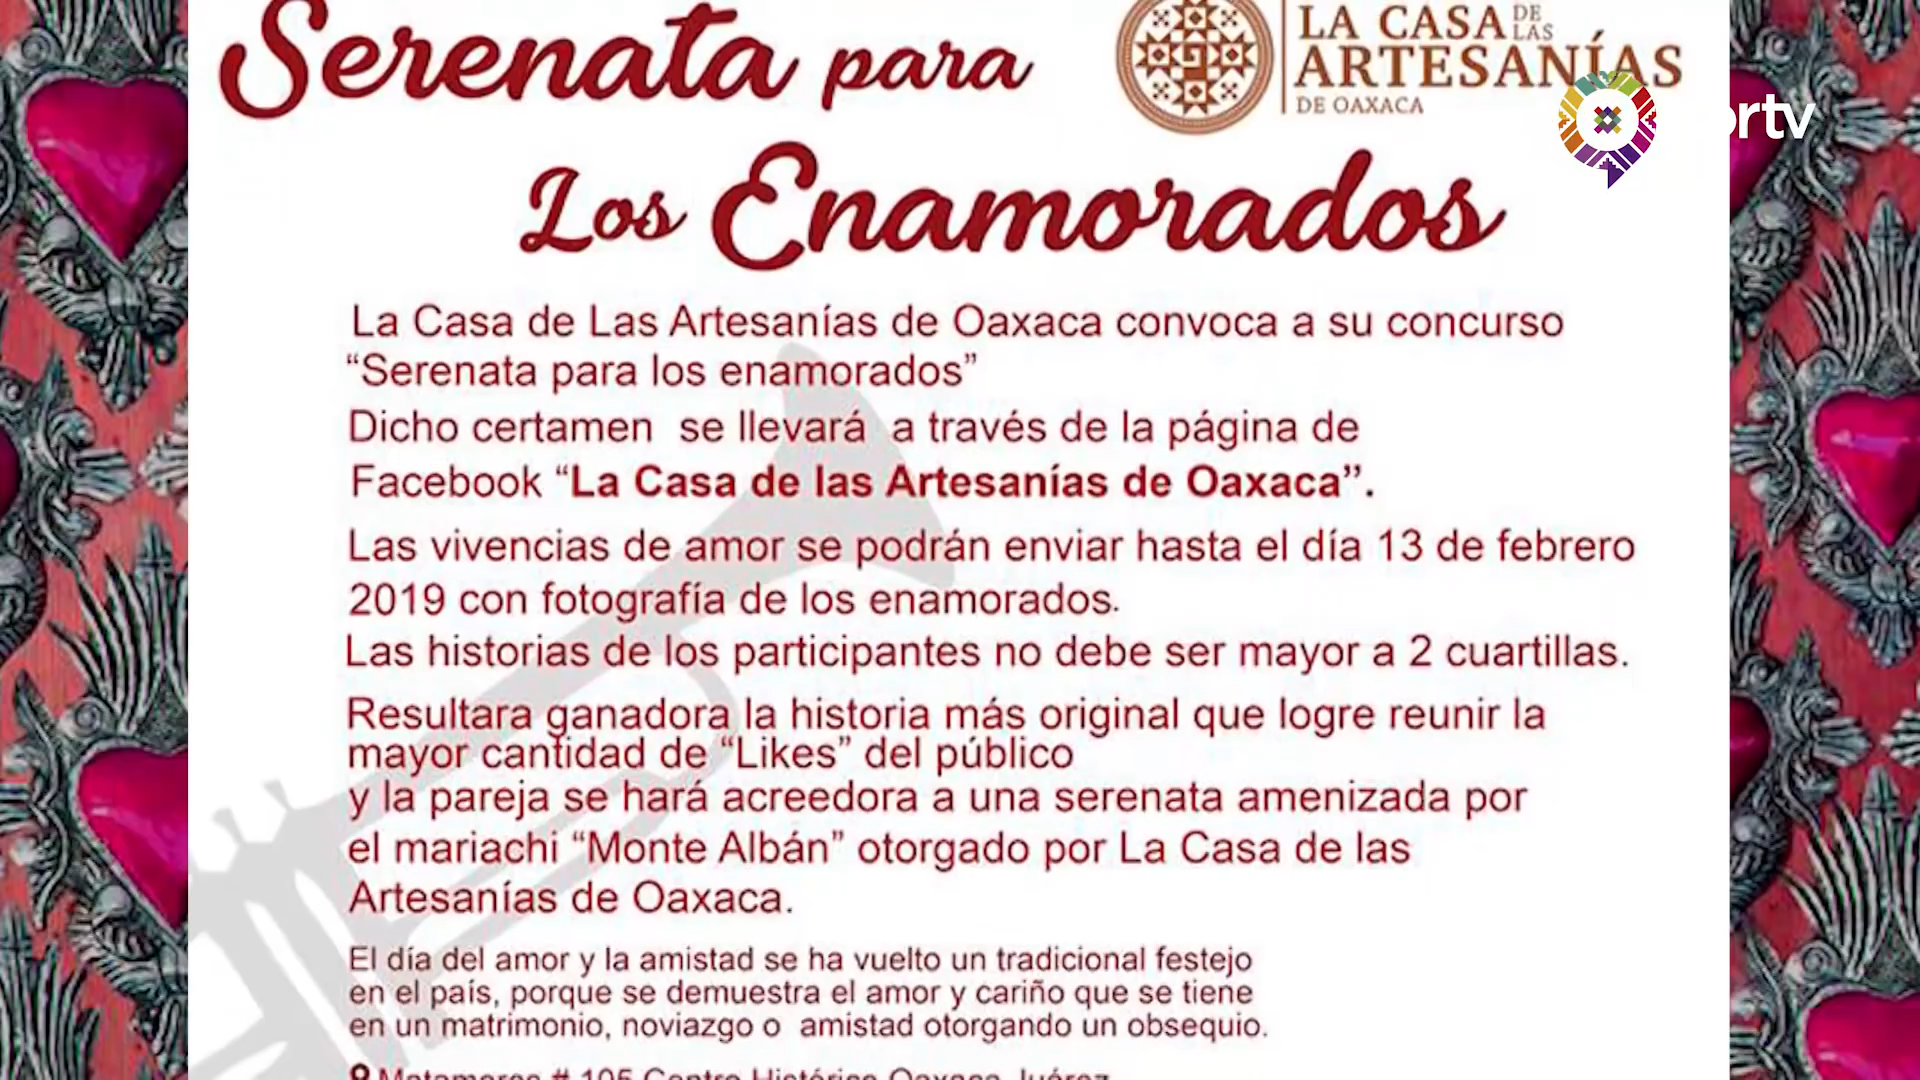 Serenata para
LA CASA DE LAS
ARTESANÍAS
DE OAXACA
ortv
Los Enamorados
La Casa de Las Artesanías de Oaxaca convoca a su concurso
“Serenata para los enamorados”
Dicho certamen se llevará a través de la página de
Facebook “La Casa de las Artesanías de Oaxaca”.
Las vivencias de amor se podrán enviar hasta el día 13 de febrero
2019 con fotografía de los enamorados.
Las historias de los participantes no debe ser mayor a 2 cuartillas.
Resultara ganadora la historia más original que logre reunir la
mayor cantidad de “Likes” del público
y la pareja se hará acreedora a una serenata amenizada por
el mariachi “Monte Albán” otorgado por La Casa de las
Artesanías de Oaxaca.
El día del amor y la amistad se ha vuelto un tradicional festejo
en el país, porque se demuestra el amor y cariño que se tiene
en un matrimonio, noviazgo o amistad otorgando un obsequio.
Matamoros # 105 Centro Histórico Oaxaca Juárez